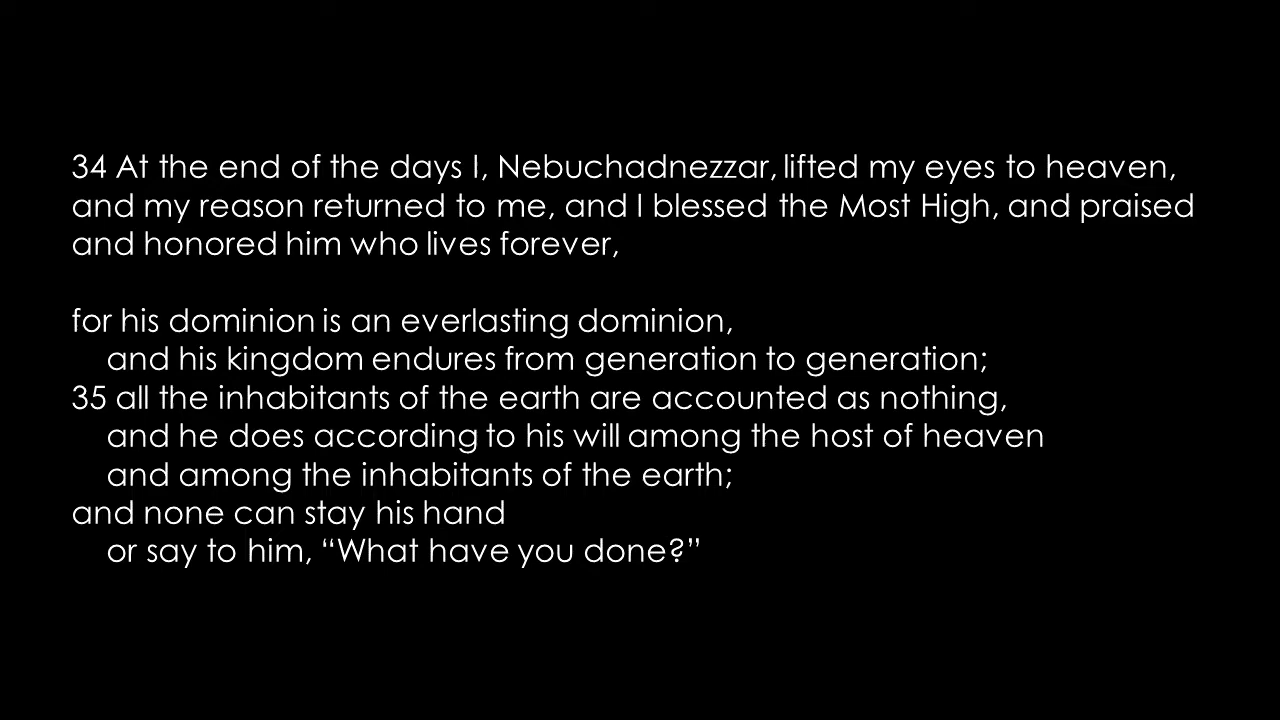 34 At the end of the days I, Nebuchadnezzar, lifted my eyes to heaven,
and my reason returned to me, and I blessed the Most High, and praised
and honored him who lives forever,
for his dominion is an everlasting dominion,
and his kingdom endures from generation to generation;
35 all the inhabitants of the earth are accounted as nothing,
and he does according to his will among the host of heaven
and among the inhabitants of the earth;
and none can stay his hand
or say to him, “What have you done?”